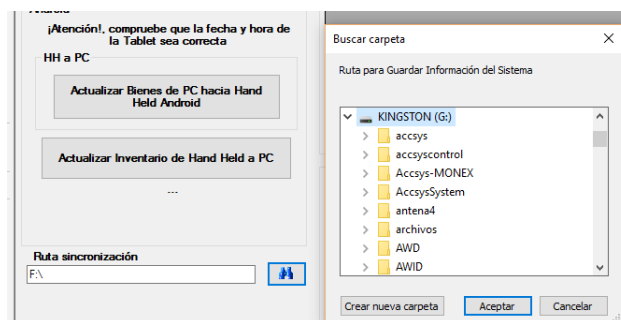 ¡Atención!, compruebe que la fecha y hora de
la Tablet sea correcta
HH a PC
Actualizar Bienes de PC hacia Hand
Held Android
Actualizar Inventario de Hand Held a PC
...
Ruta sincronización
F:\
Buscar carpeta
Ruta para Guardar Información del Sistema
KINGSTON (G:)
accsys
accsyscontrol
Accsys-MONEX
AccsysSystem
antena4
archivos
AWD
AWID
Crear nueva carpeta
Aceptar
Cancelar